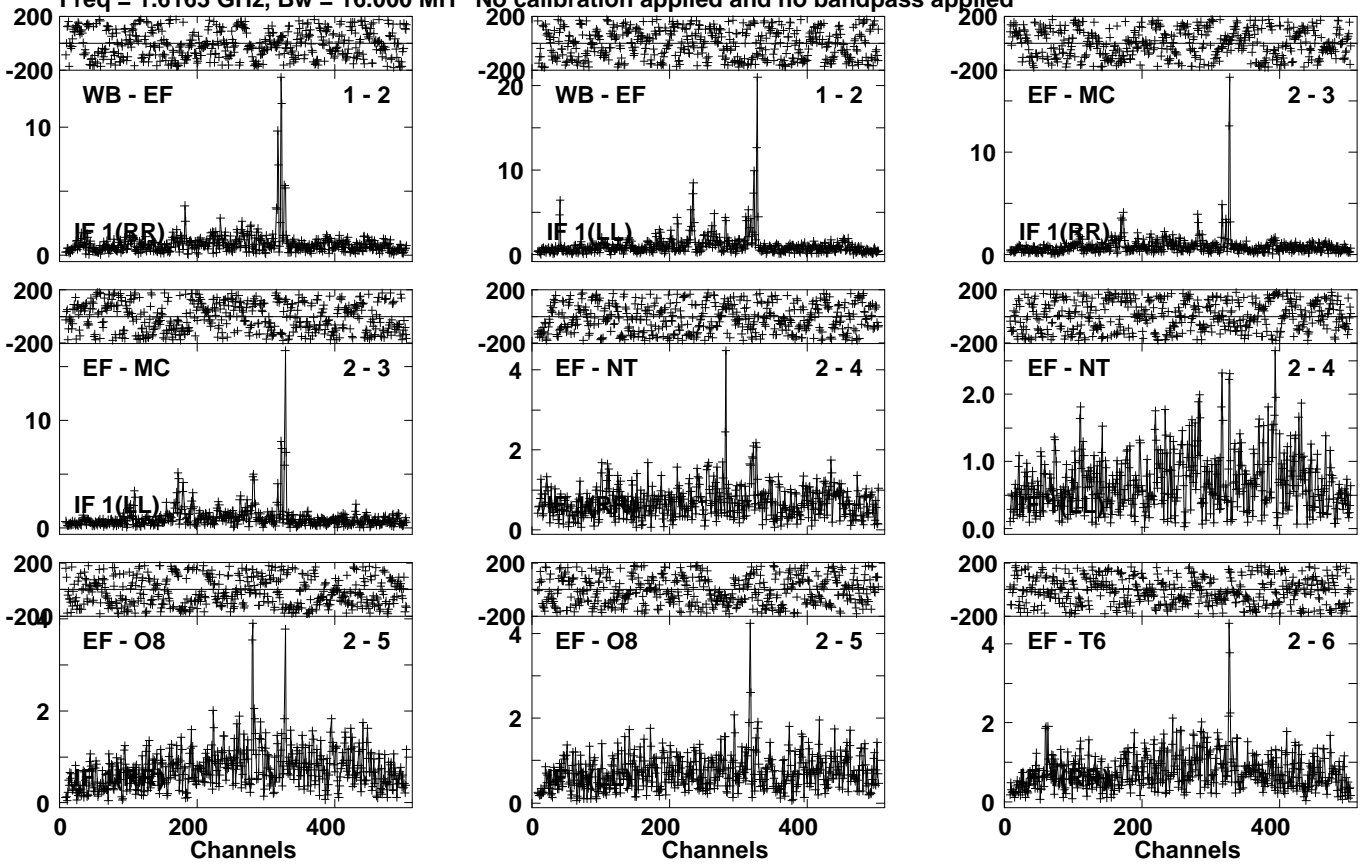 Freq = 1.6163 GHz, Bw = 16.000 MH No calibration applied and no bandpass applied
200 200 200
-200 -200 -200
WB - EF 1 - 2 WB - EF 1 - 2 EF - MC 2 - 3
20
10 10 10
IF 1(RR) IF 1(LL) IF 1(RR)
0 0 0
200 200 200
-200 -200 -200
EF - MC 2 - 3 EF - NT 2 - 4 EF - NT 2 - 4
4 2.0
10
2 1.0
IF 1(LL)
0 0 0.0
200 200 200
-200 -200 -200
4
EF - O8 2 - 5 EF - O8 2 - 5 EF - T6 2 - 6
4 4
2 2 2
0 0 0
0 200 400 0 200 400 0 200 400
Channels Channels Channels